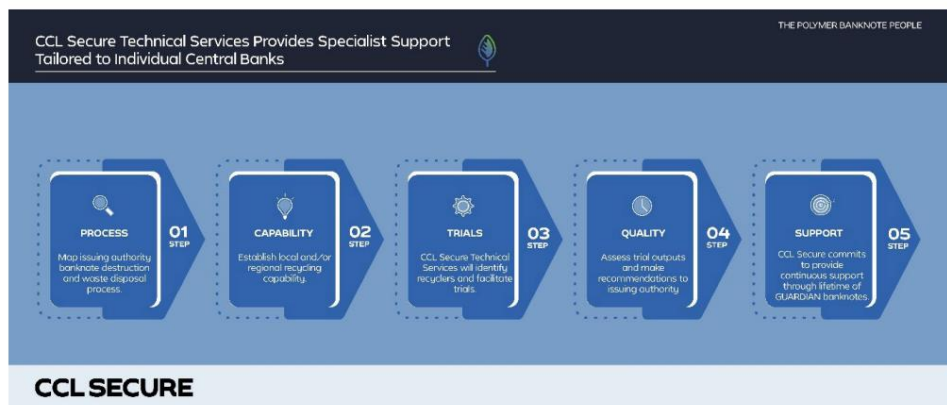 THE POLYMER BANKNOTE PEOPLE
CCL Secure Technical Services Provides Specialist Support
Tailored to Individual Central Banks
PROCESS
Map issuing authority
banknote destruction
and waste disposal
process.
01
STEP
CAPABILITY
Establish local and/or
regional recycling
capability.
02
STEP
TRIALS
CCL Secure Technical
Services will identify
recyclers and facilitate
trials.
03
STEP
QUALITY
Assess trial outputs
and make
recommendations to
issuing authority
04
STEP
SUPPORT
CCL Secure commits
to provide
continuous support
through lifetime of
GUARDIAN banknotes.
05
STEP
CCL SECURE